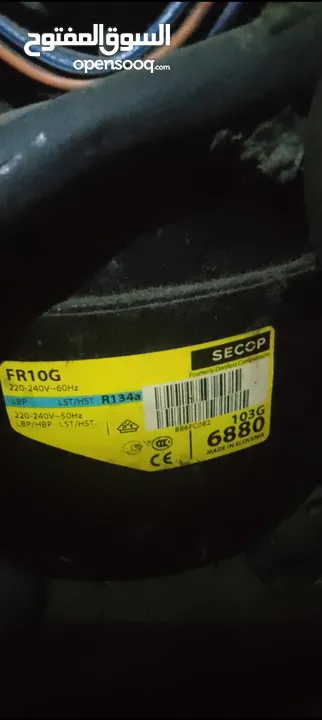 السوق المفتوح
opensooq.com
FR10G
220-240V~60Hz
LBP LST/HST R134a
220-240V~50Hz
LBP/HBP LST/HST
SECOP
Formerly Danfoss Compressors
103G
6880
MADE IN SLOVENIA
CE